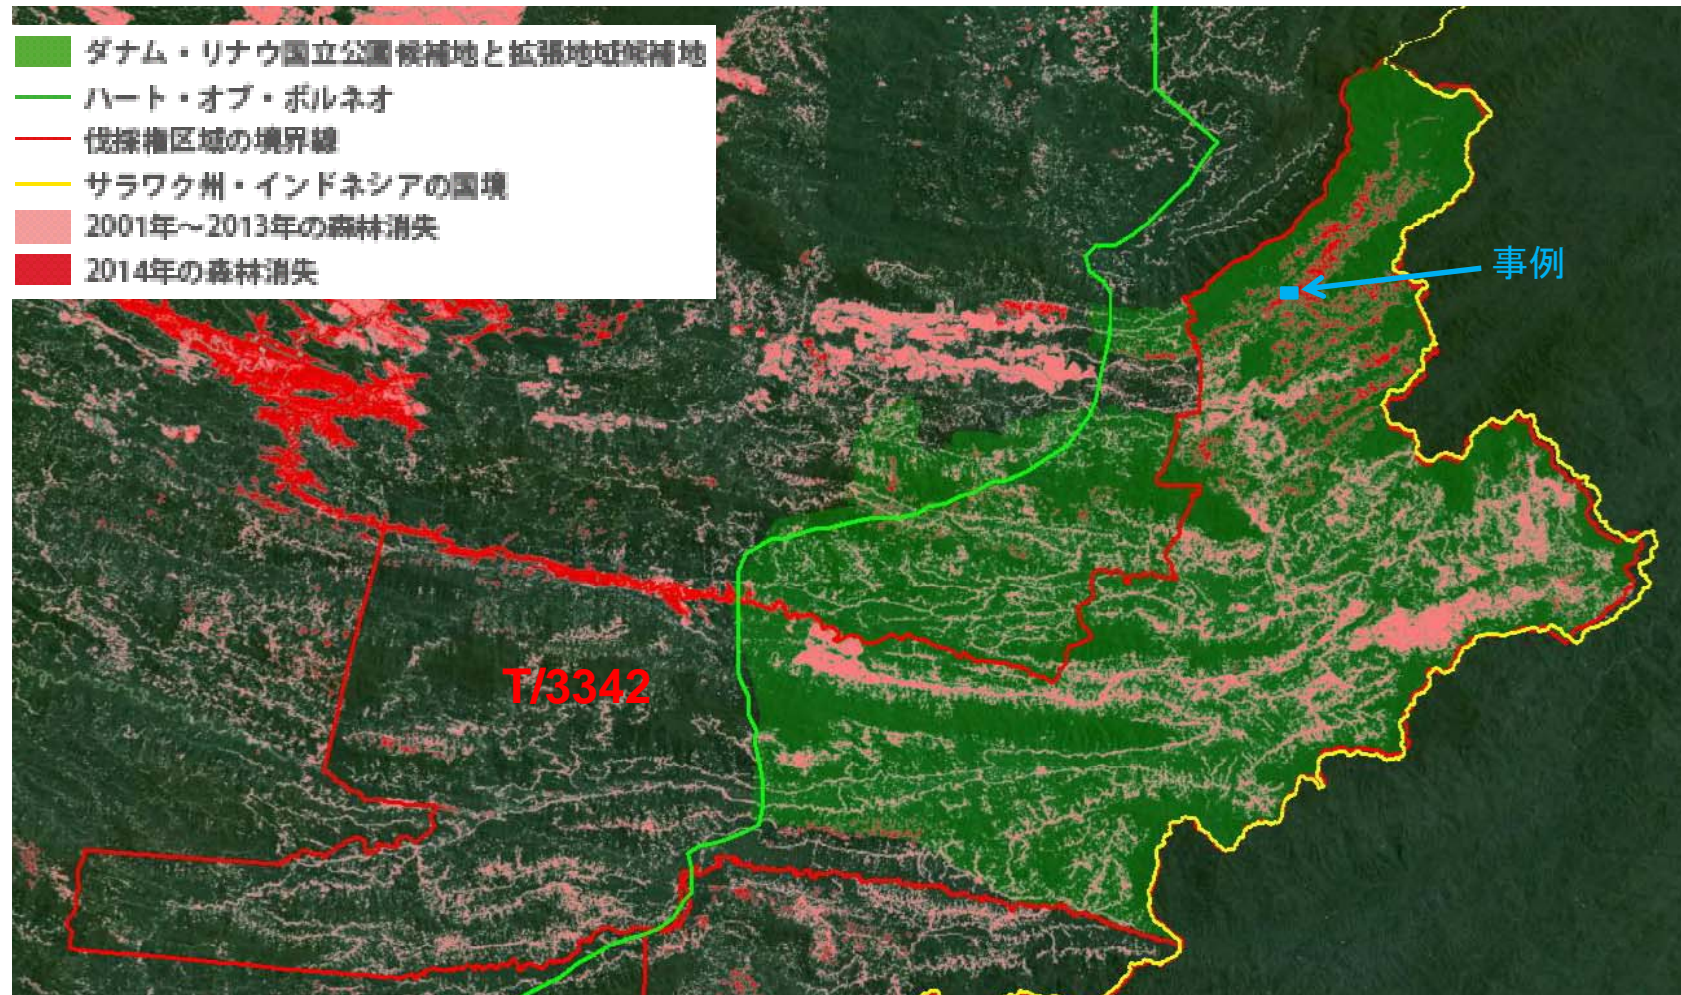 ダナム・リナウ国立公園候補地と拡張地域候補地
ハート・オブ・ボルネオ
伐採権区域の境界線
サラワク州・インドネシアの国境
2001年～2013年の森林消失
2014年の森林消失
事例
T/3342